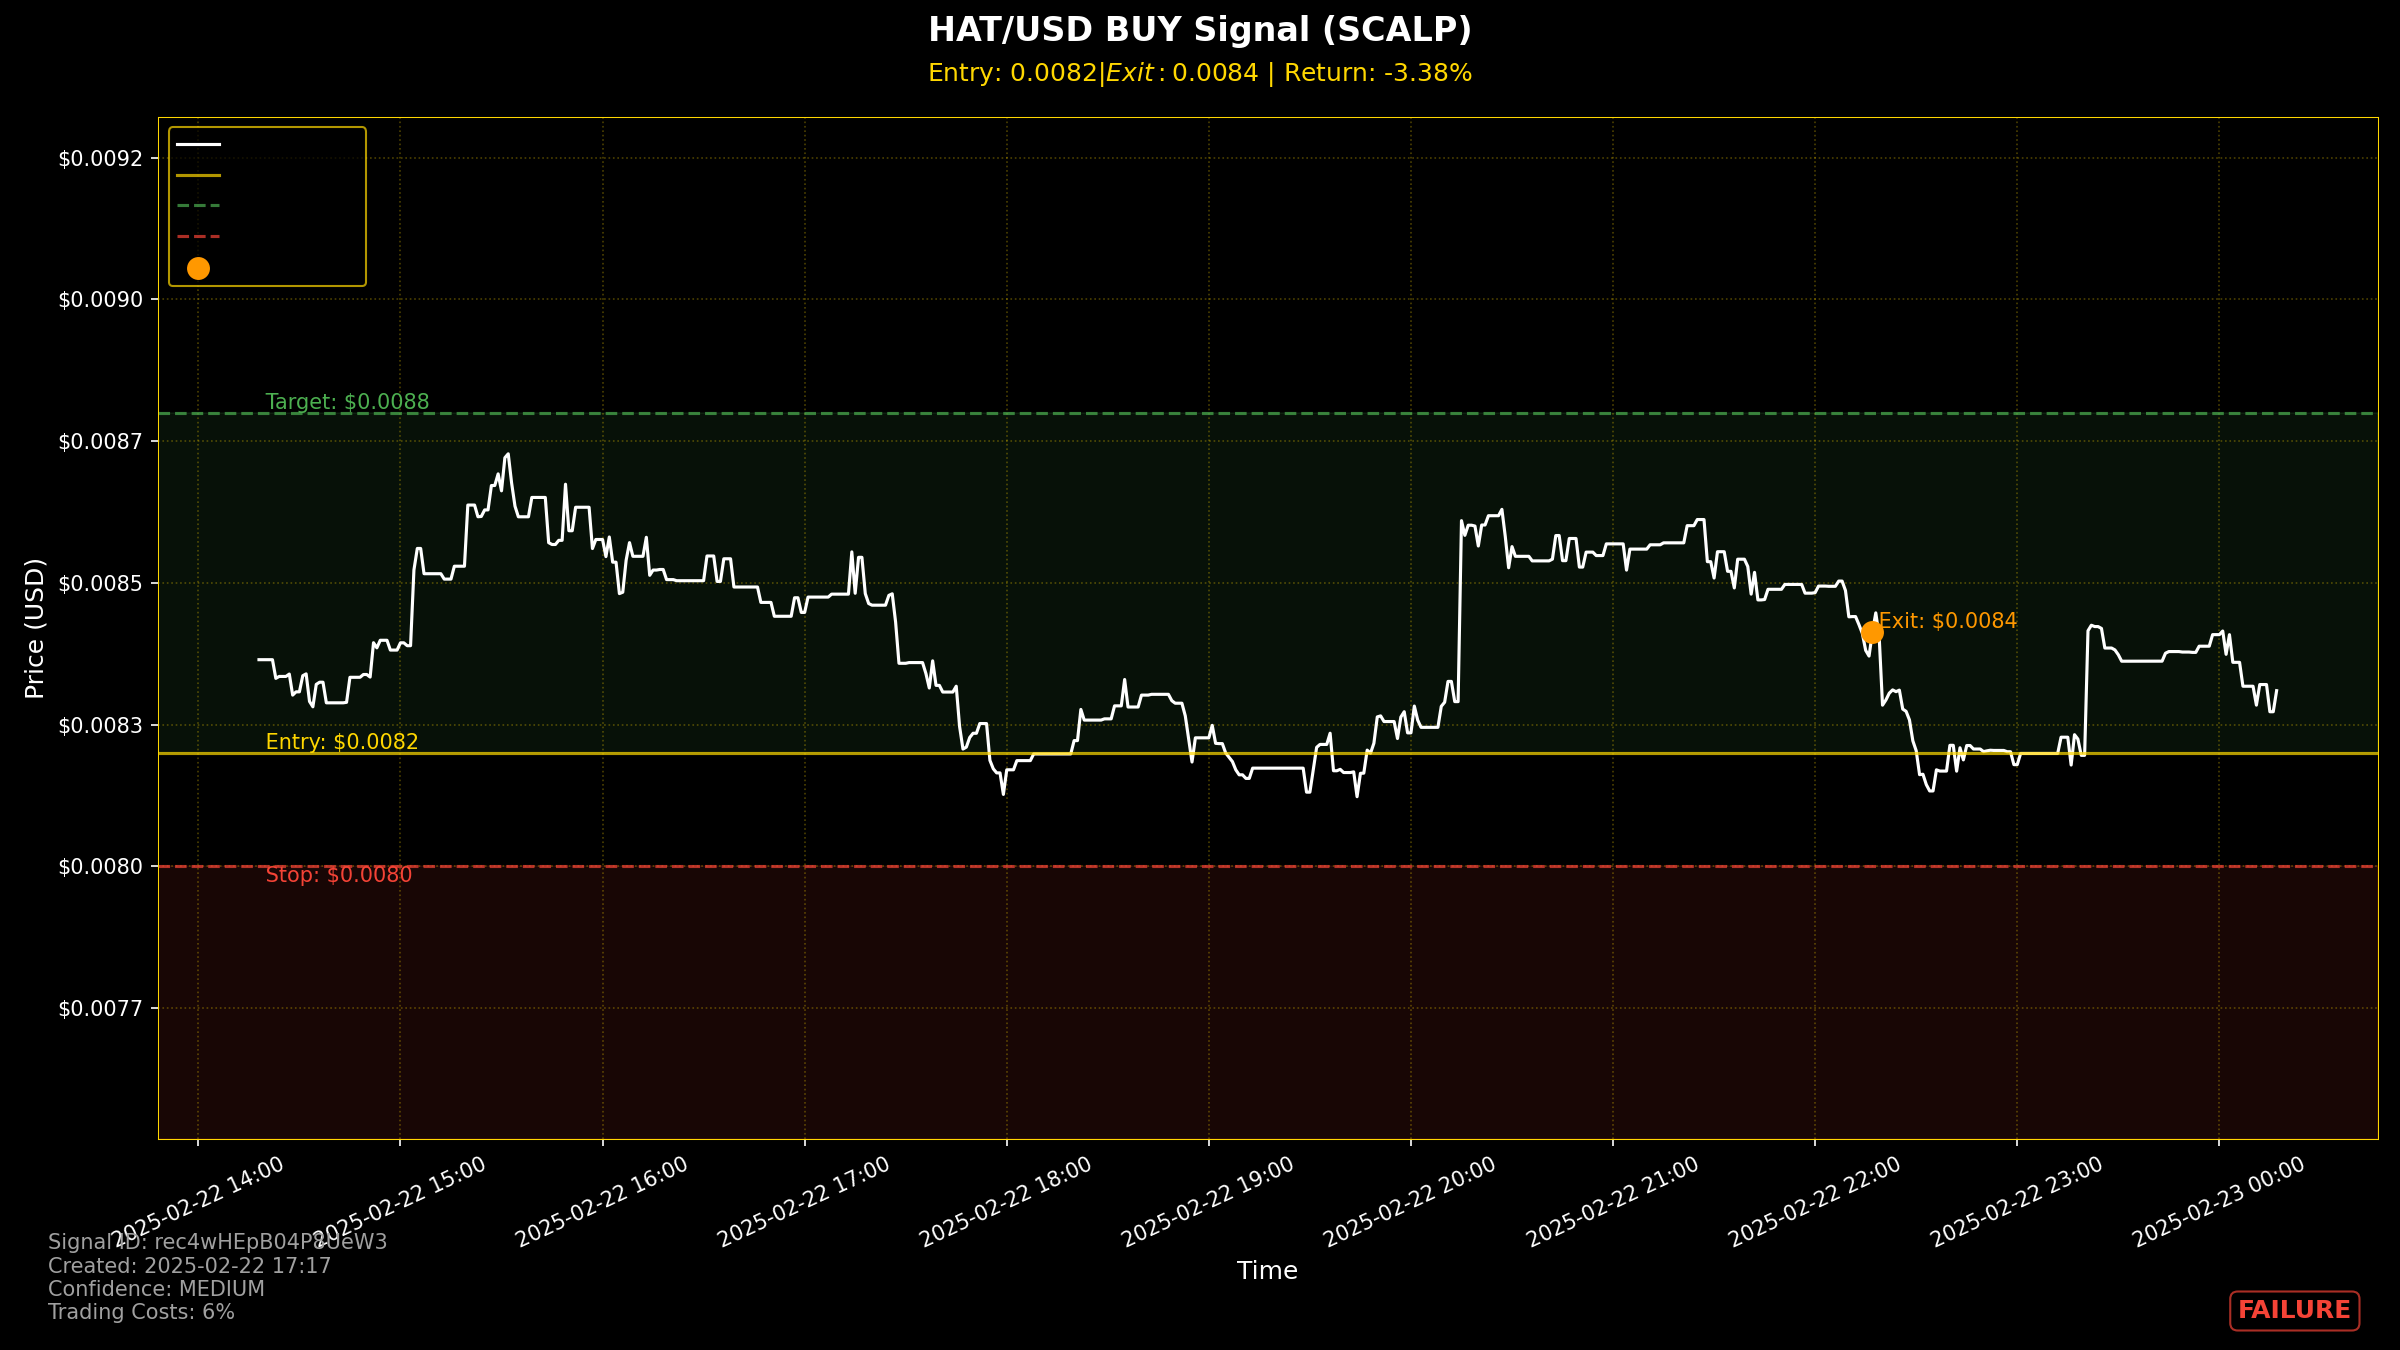 HAT/USD BUY Signal (SCALP)
Entry: 0.0082|Exit:0.0084 | Return: -3.38%
$0.0092
$0.0090
Target: $0.0088
$0.0087
$0.0085
Exit: $0.0084
$0.0083
Entry: $0.0082
$0.0080
Stop: $0.0080
$0.0077
Price (USD)
2025-02-22 14:00
2025-02-22 15:00
2025-02-22 16:00
2025-02-22 17:00
2025-02-22 18:00
2025-02-22 19:00
2025-02-22 20:00
2025-02-22 21:00
2025-02-22 22:00
2025-02-22 23:00
2025-02-23 00:00
Time
Signal ID: rec4wHEpB04P8UeW3
Created: 2025-02-22 17:17
Confidence: MEDIUM
Trading Costs: 6%
FAILURE